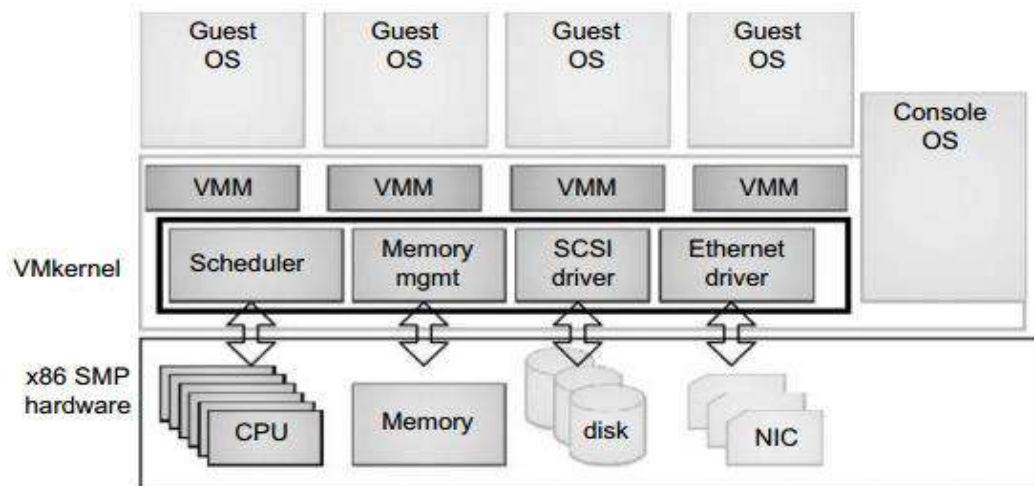 Guest
OS
Guest
OS
Guest
OS
Guest
OS
Console
OS
VMM
VMM
VMM
VMM
VMkernel
Scheduler
Memory
mgmt
SCSI
driver
Ethernet
driver
x86 SMP
hardware
CPU
Memory
disk
NIC